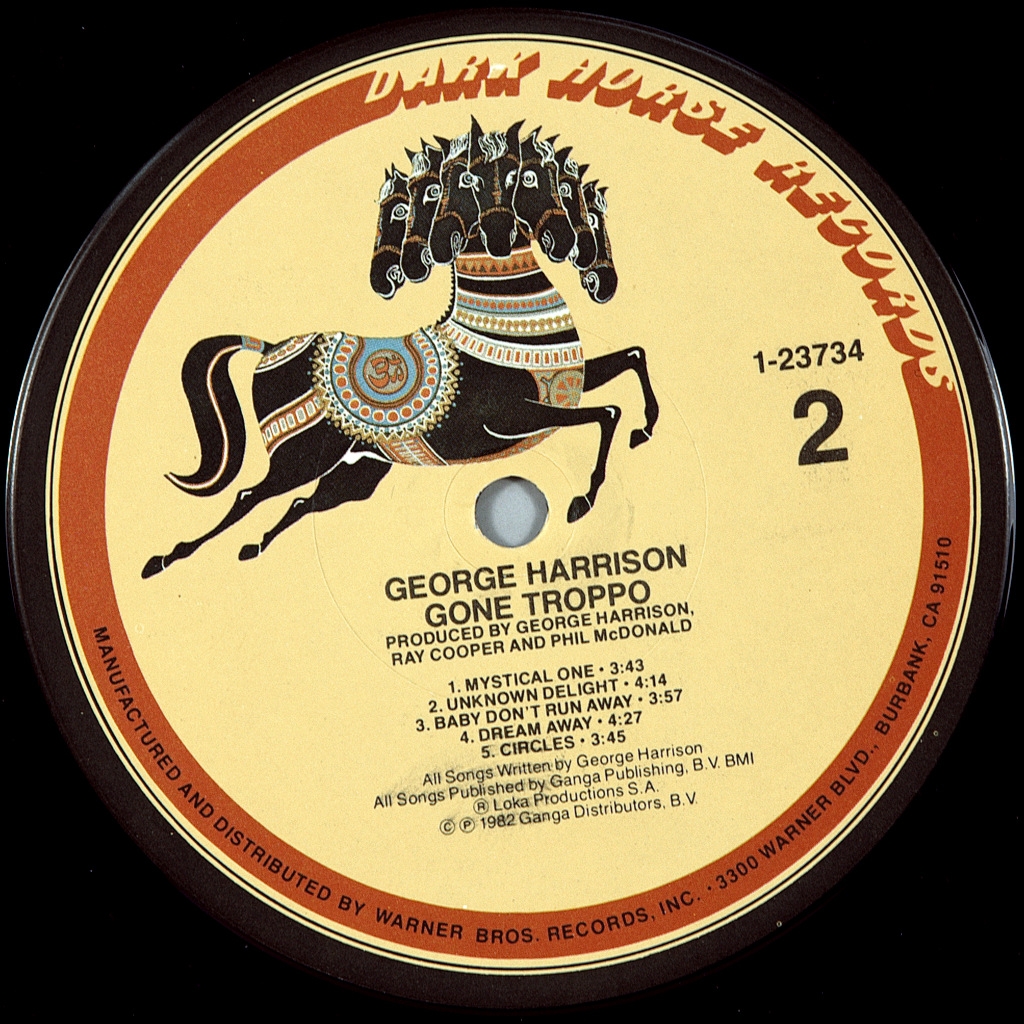 DARK HORSE RECORDS
1-23734
2
GEORGE HARRISON
GONE TROPPO
PRODUCED BY GEORGE HARRISON,
RAY COOPER AND PHIL McDONALD
1. MYSTICAL ONE • 3:43
2. UNKNOWN DELIGHT • 4:14
3. BABY DON'T RUN AWAY • 3:57
4. DREAM AWAY • 4:27
5. CIRCLES • 3:45
All Songs Written by George Harrison
All Songs Published by Ganga Publishing, B.V. BMI
® Loka Productions S.A.
© ℗ 1982 Ganga Distributors, B.V.
MANUFACTURED AND DISTRIBUTED BY WARNER BROS. RECORDS, INC. • 3300 WARNER BLVD., BURBANK, CA 91510